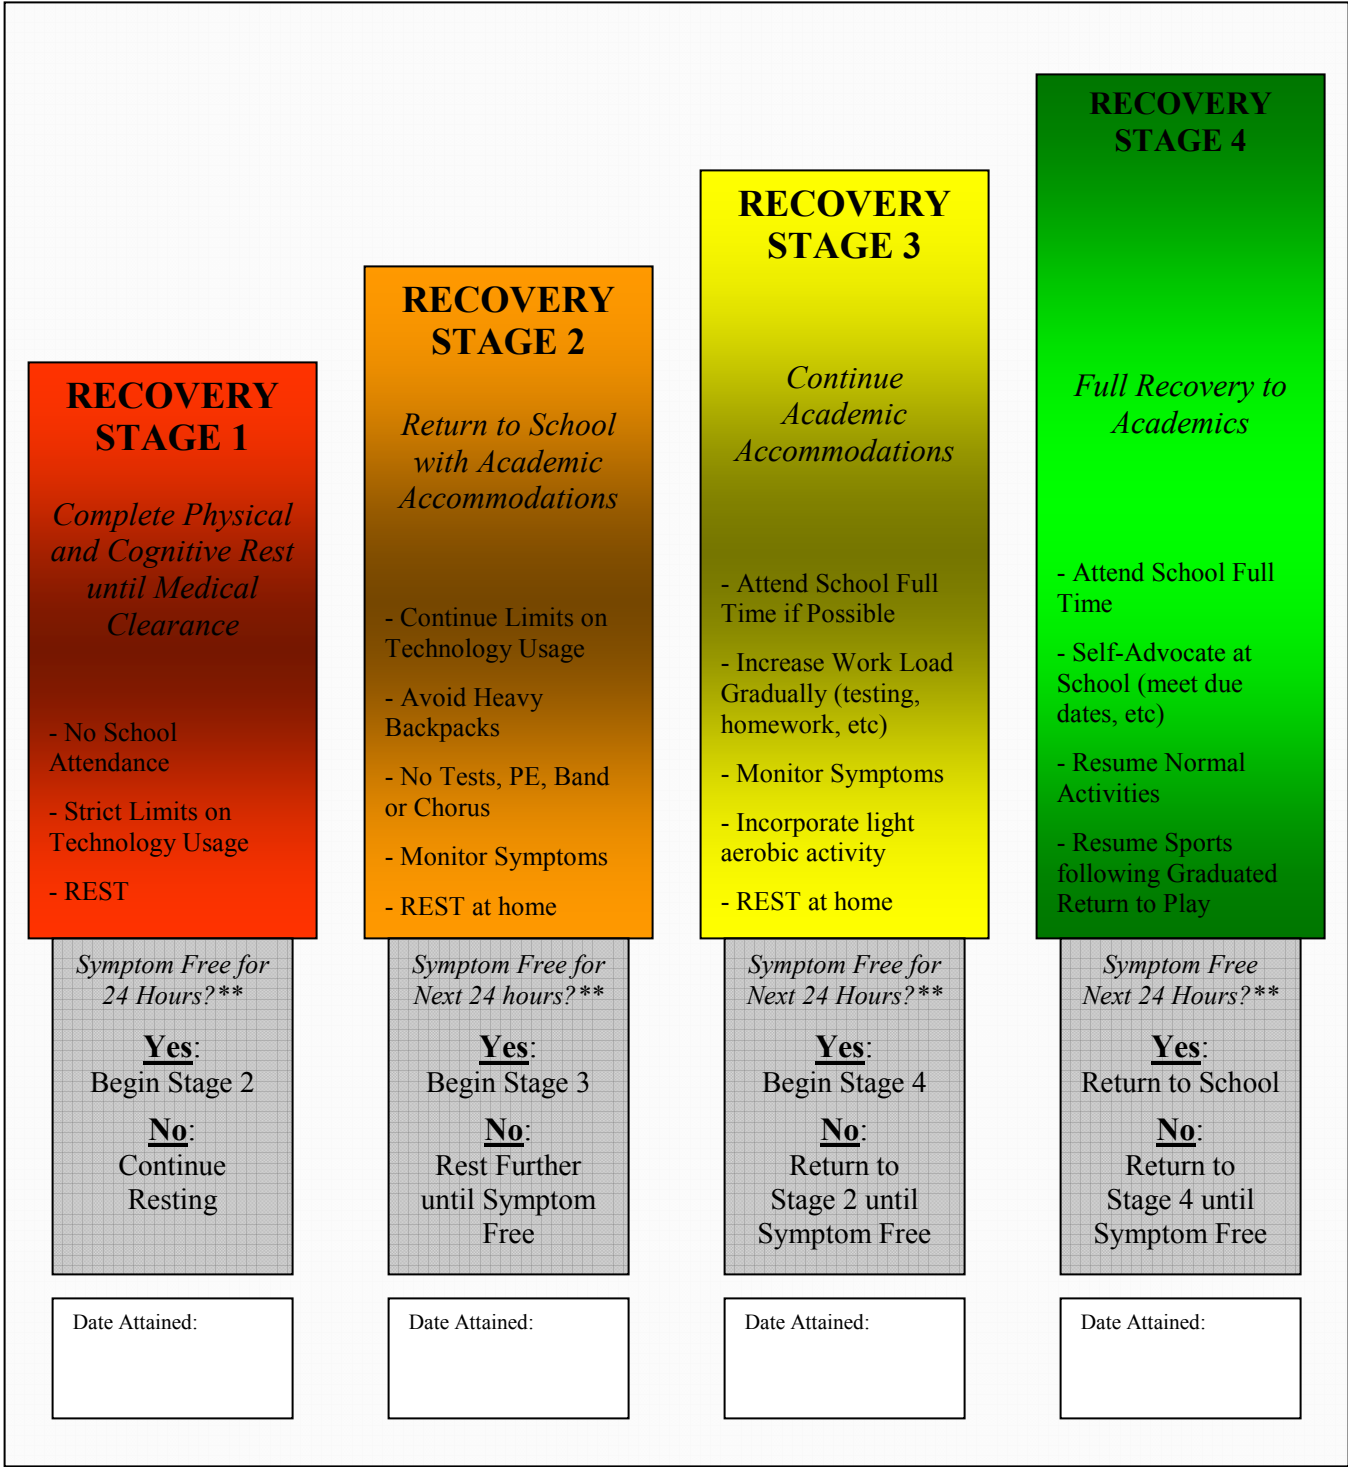 RECOVERY
STAGE 1
Complete Physical
and Cognitive Rest
until Medical
Clearance
- No School
Attendance
- Strict Limits on
Technology Usage
- REST
Symptom Free for
24 Hours?**
Yes:
Begin Stage 2
No:
Continue
Resting
Date Attained:
RECOVERY
STAGE 2
Return to School
with Academic
Accommodations
- Continue Limits on
Technology Usage
- Avoid Heavy
Backpacks
- No Tests, PE, Band
or Chorus
- Monitor Symptoms
- REST at home
Symptom Free for
Next 24 hours?**
Yes:
Begin Stage 3
No:
Rest Further
until Symptom
Free
Date Attained:
RECOVERY
STAGE 3
Continue
Academic
Accommodations
- Attend School Full
Time if Possible
- Increase Work Load
Gradually (testing,
homework, etc)
- Monitor Symptoms
- Incorporate light
aerobic activity
- REST at home
Symptom Free for
Next 24 Hours?**
Yes:
Begin Stage 4
No:
Return to
Stage 2 until
Symptom Free
Date Attained:
RECOVERY
STAGE 4
Full Recovery to
Academics
- Attend School Full
Time
- Self-Advocate at
School (meet due
dates, etc)
- Resume Normal
Activities
- Resume Sports
following Graduated
Return to Play
Symptom Free
Next 24 Hours?**
Yes:
Return to School
No:
Return to
Stage 4 until
Symptom Free
Date Attained: